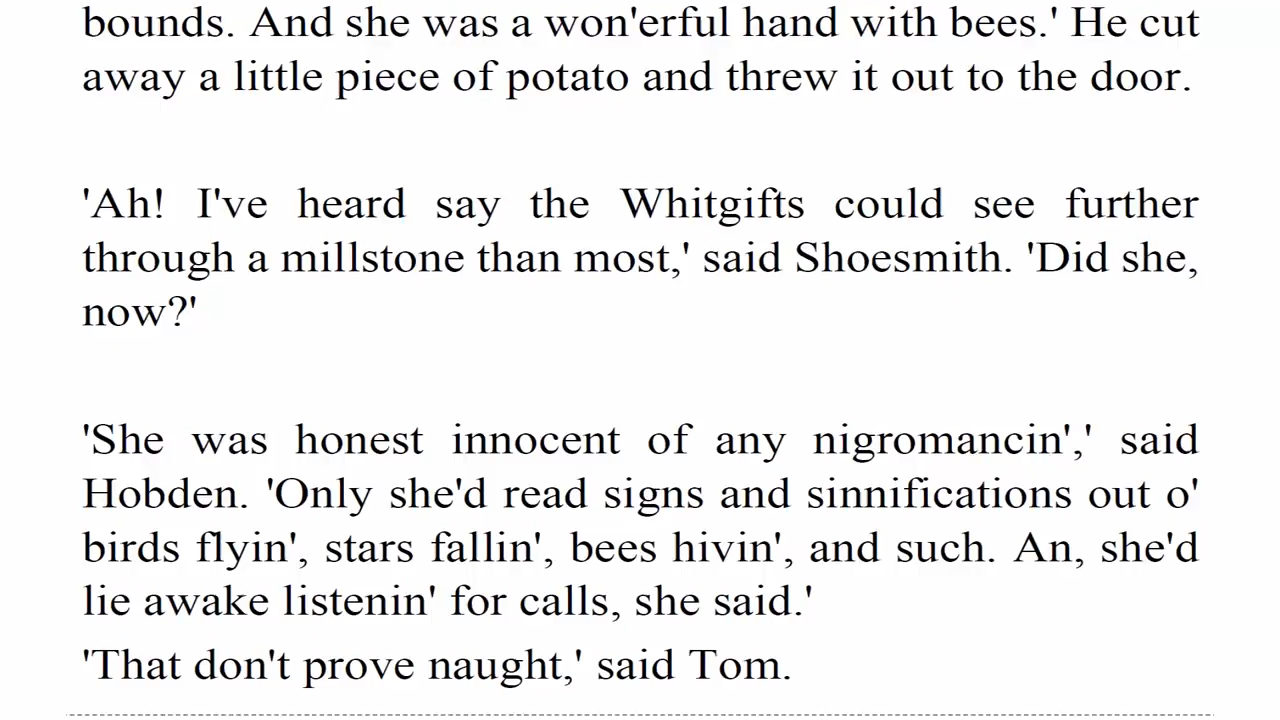 bounds. And she was a won'erful hand with bees.' He cut
away a little piece of potato and threw it out to the door.
'Ah! I've heard say the Whitgifts could see further
through a millstone than most,' said Shoesmith. 'Did she,
now?'
'She was honest innocent of any nigromancin',' said
Hobden. 'Only she'd read signs and sinnifications out o'
birds flyin', stars fallin', bees hivin', and such. An, she'd
lie awake listenin' for calls, she said.'
'That don't prove naught,' said Tom.